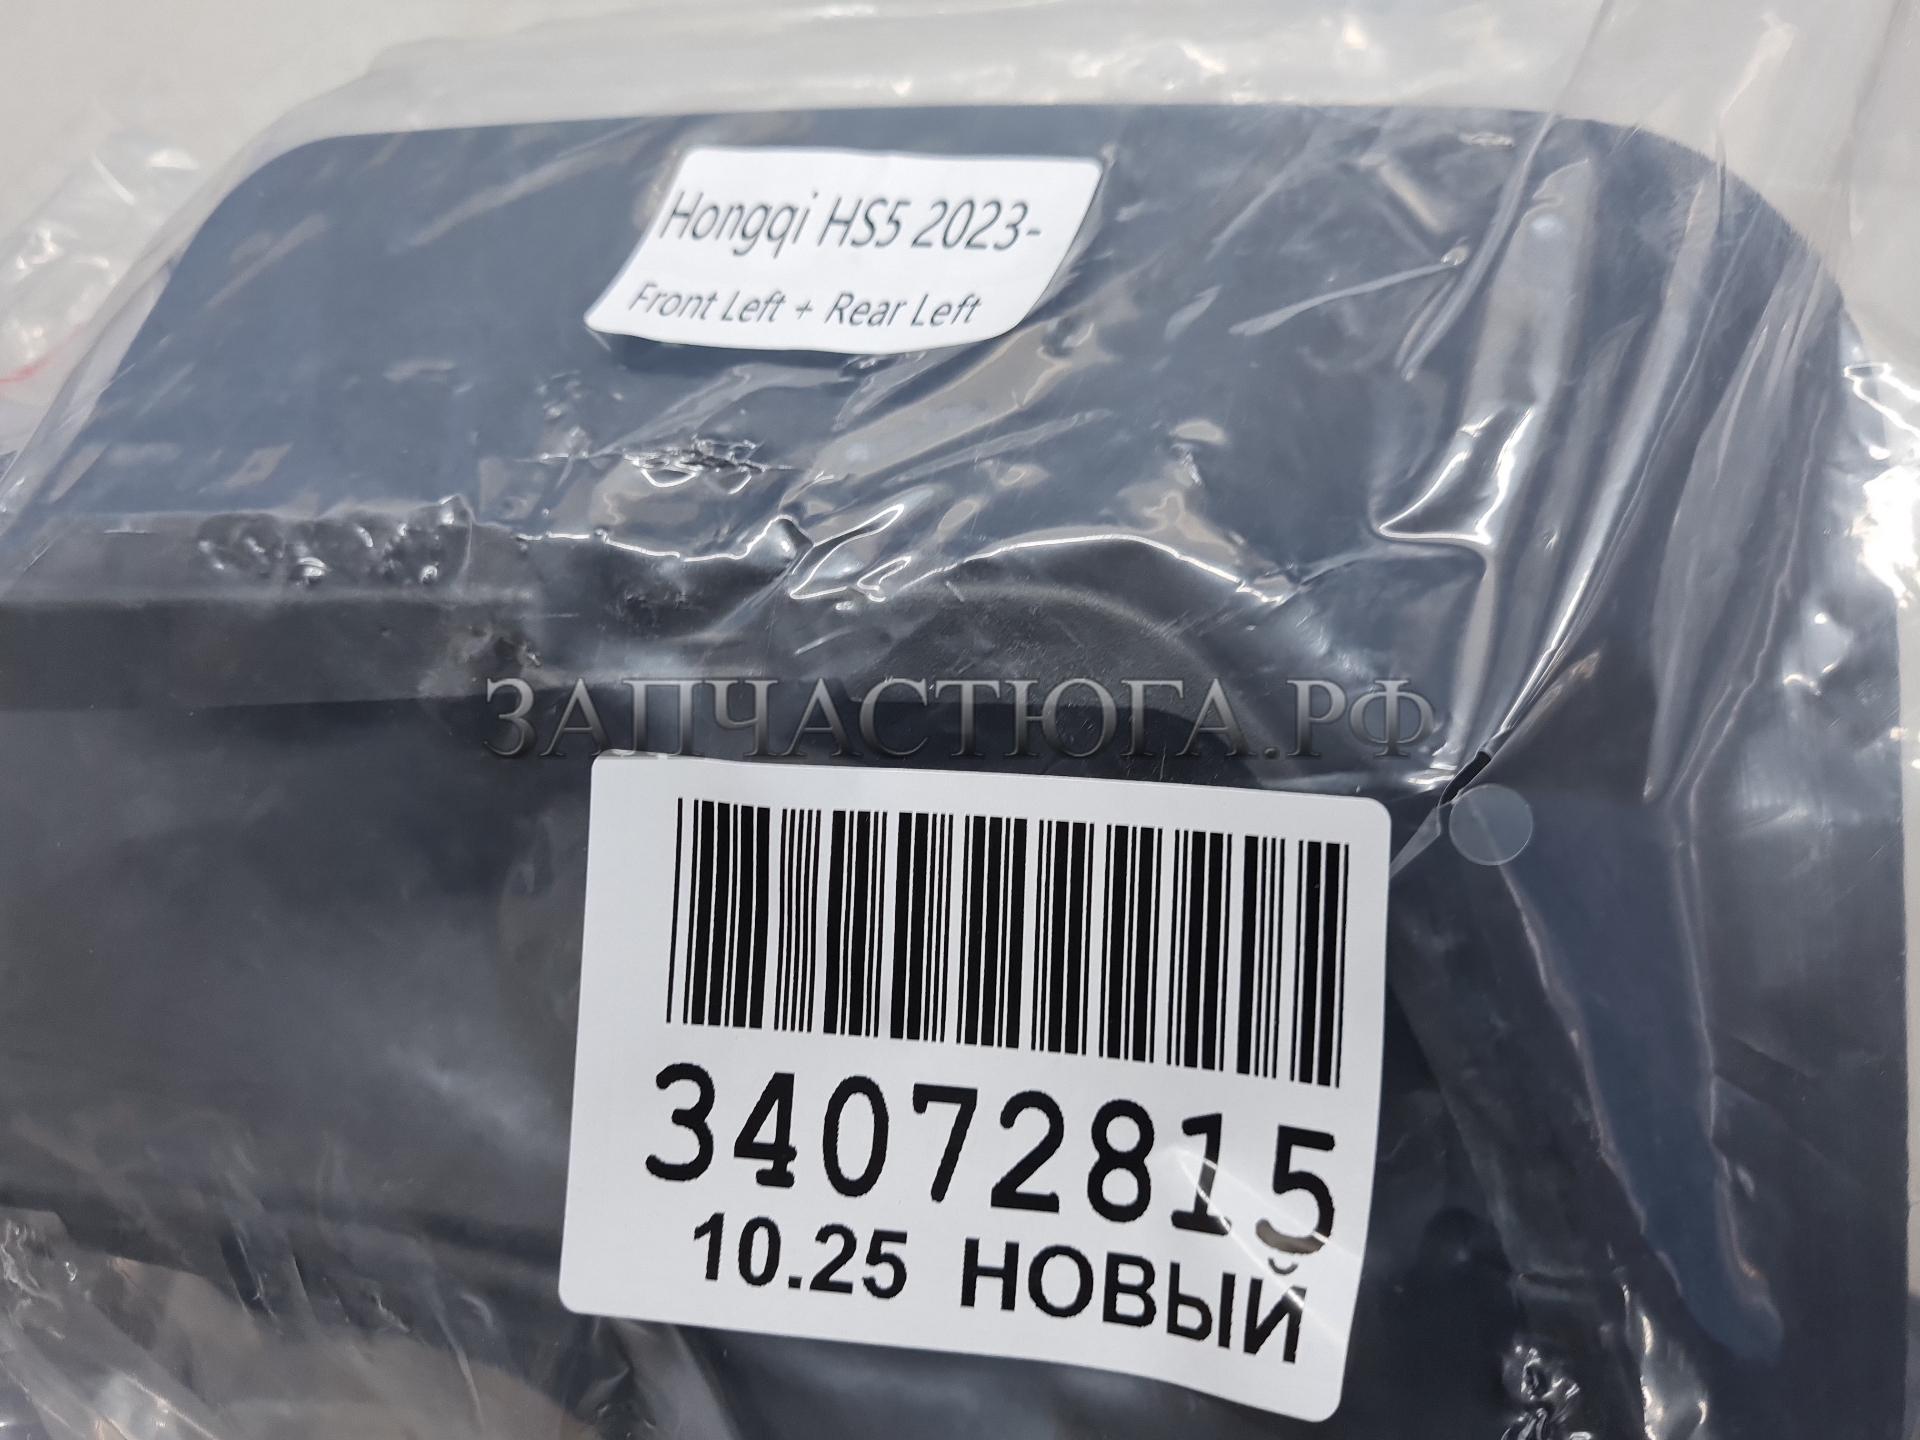 Hongqi HS5 2023-
Front Left + Rear Left
ЗАПЧАСТЮГА.РФ
34072815
10.25 НОВЫЙ